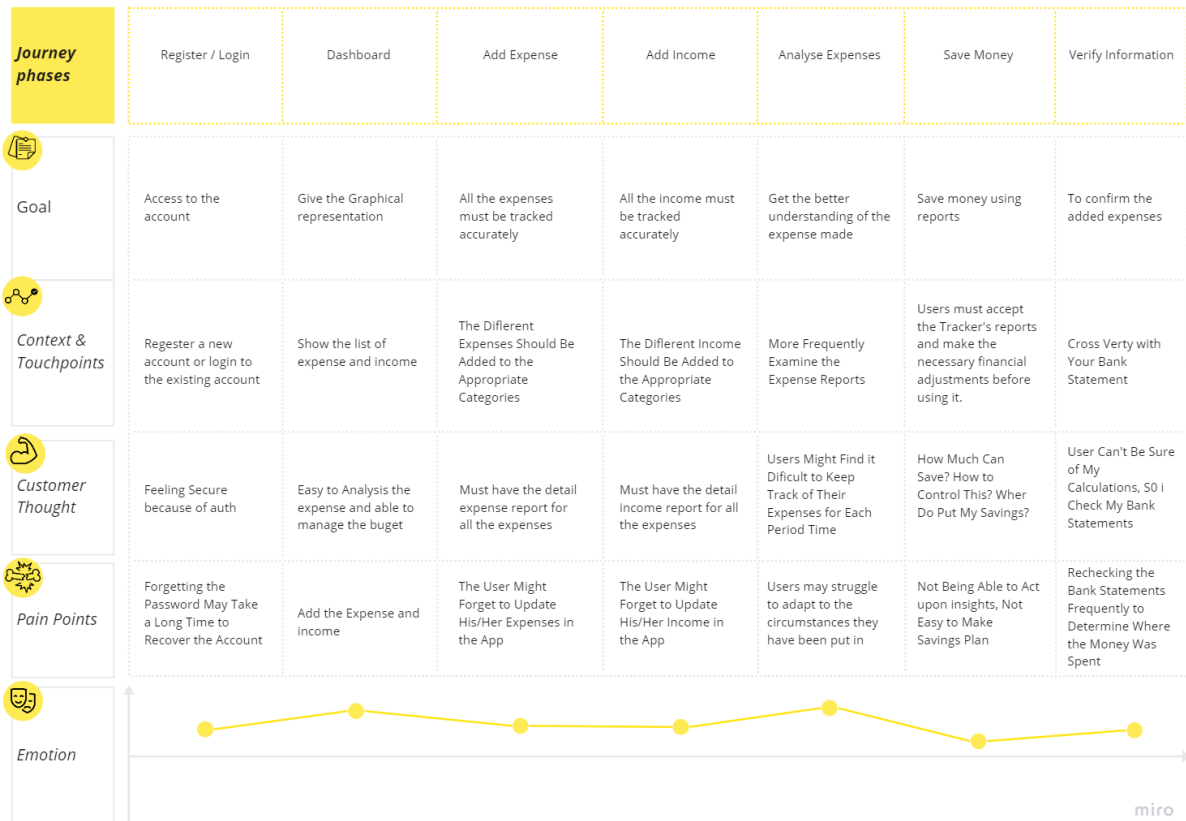 Journey
phases
Register / Login
Dashboard
Add Expense
Add Income
Analyse Expenses
Save Money
Verify Information
Goal
Access to the
account
Give the Graphical
representation
All the expenses
must be tracked
accurately
All the income must
be tracked
accurately
Get the better
understanding of the
expense made
Save money using
reports
To confirm the
added expenses
Context &
Touchpoints
Regester a new
account or login to
the existing account
Show the list of
expense and income
The Diflerent
Expenses Should Be
Added to the
Appropriate
Categories
The Diflerent Income
Should Be Added to
the Appropriate
Categories
More Frequently
Examine the
Expense Reports
Users must accept
the Tracker's reports
and make the
necessary financial
adjustments before
using it.
Cross Verty with
Your Bank
Statement
Customer
Thought
Feeling Secure
because of auth
Easy to Analysis the
expense and able to
manage the buget
Must have the detail
expense report for
all the expenses
Must have the detail
income report for all
the expenses
Users Might Find it
Dificult to Keep
Track of Their
Expenses for Each
Period Time
How Much Can
Save? How to
Control This? Wher
Do Put My Savings?
User Can't Be Sure
of My
Calculations, S0 i
Check My Bank
Statements
Pain Points
Forgetting the
Password May Take
a Long Time to
Recover the Account
Add the Expense and
income
The User Might
Forget to Update
His/Her Expenses in
the App
The User Might
Forget to Update
His/Her Income in
the App
Users may struggle
to adapt to the
circumstances they
have been put in
Not Being Able to Act
upon insights, Not
Easy to Make
Savings Plan
Rechecking the
Bank Statements
Frequently to
Determine Where
the Money Was
Spent
Emotion
miro